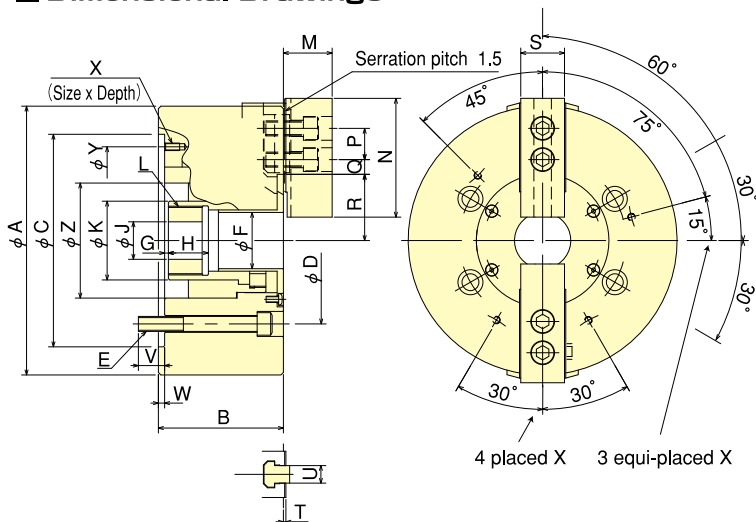 Dimensional Drawings
M
S
Serration pitch 1.5
X
(Size x Depth)
60°
45°
75°
30°
15°
30°
30°
30°
N
P
Q
R
φY
L
φA
φC
φZ
φK
φJ
G
H
φF
φD
E
V
W
B
U
T
4 placed X
3 equi-placed X